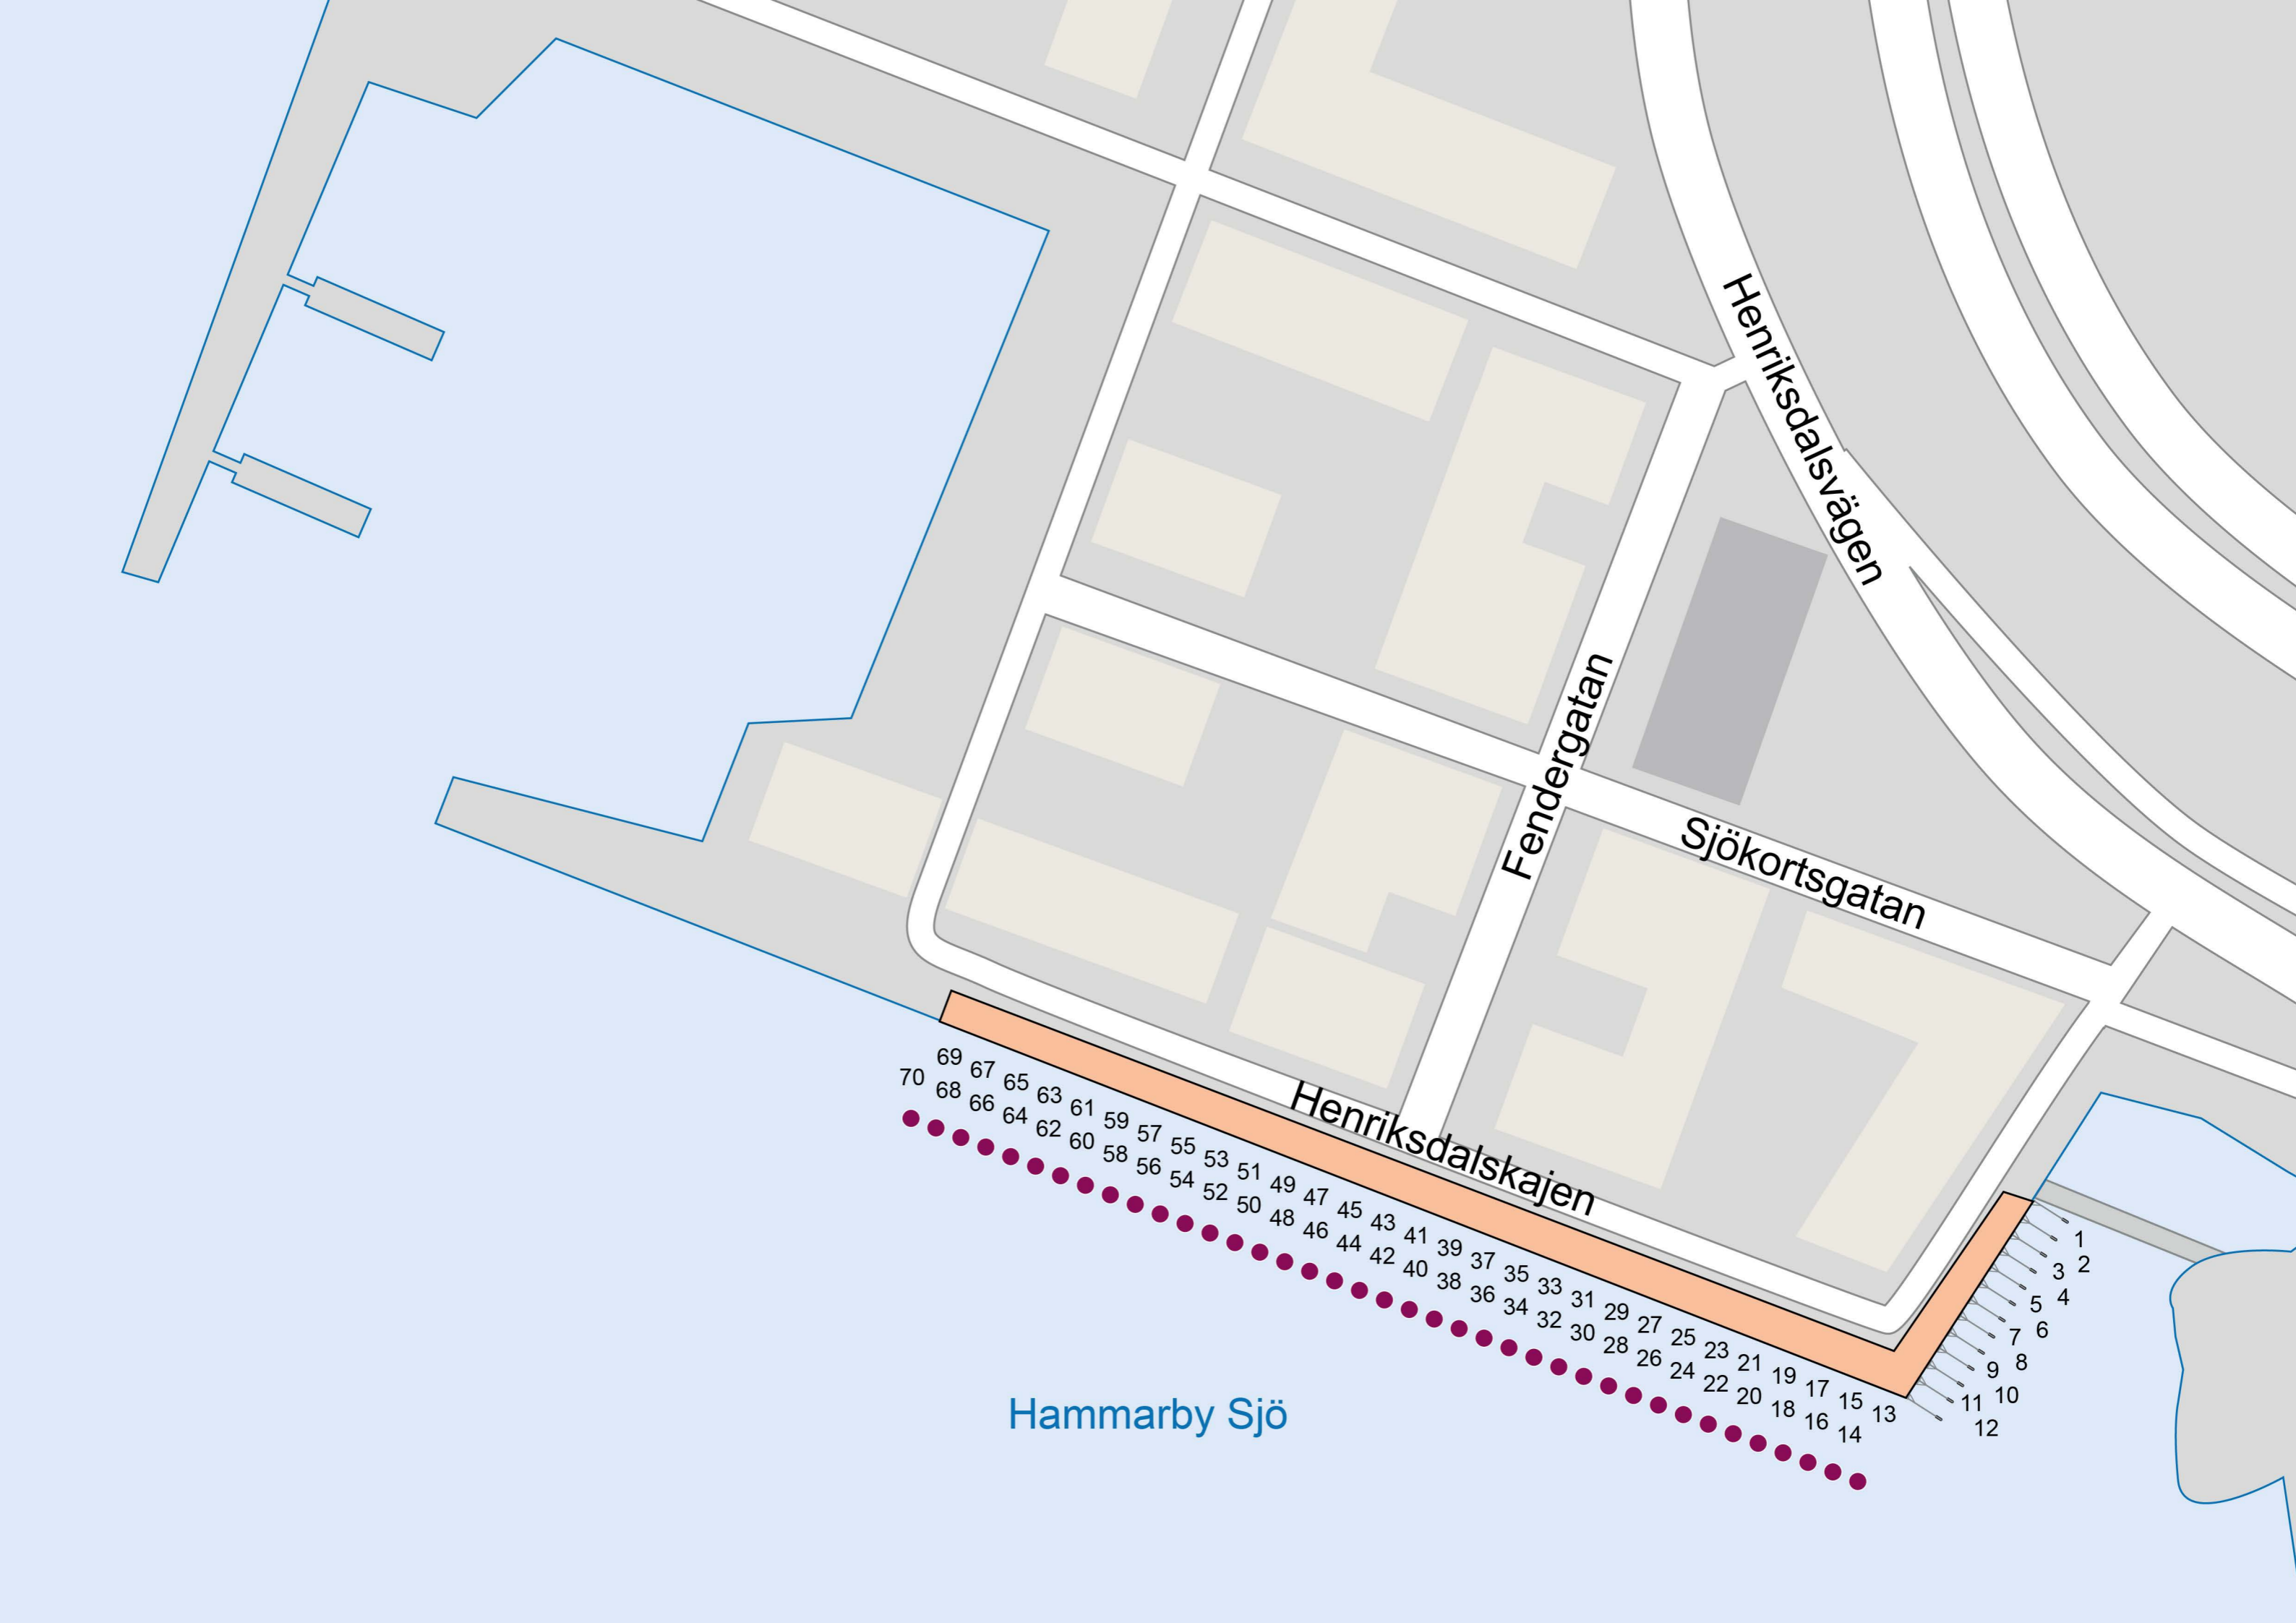 Henriksdalsvägen
Fendergatan
Sjökortsgatan
Henriksdalskajen
69 67 65 63 61 59 57 55 53 51 49 47 45 43 41 39 37 35 33 31 29 27 25 23 21 19 17 15 13
70 68 66 64 62 60 58 56 54 52 50 48 46 44 42 40 38 36 34 32 30 28 26 24 22 20 18 16 14
1
3 2
5 4
7 6
9 8
11 10
12
Hammarby Sjö